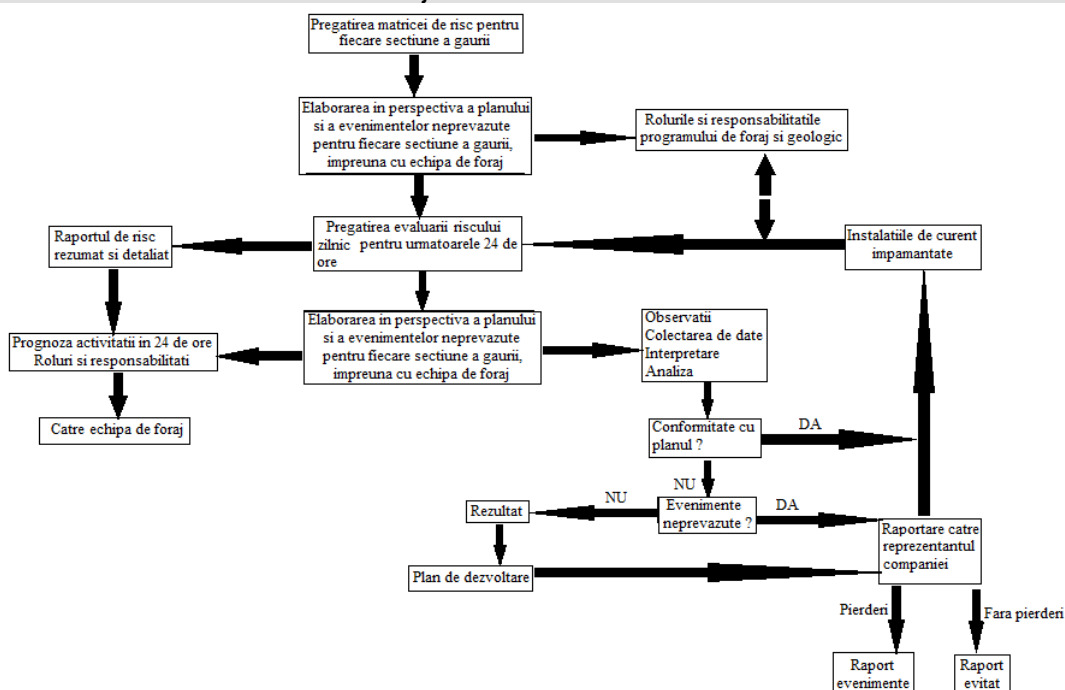 Pregatirea matricei de risc pentru
fiecare sectiune a gaurii
Elaborarea in perspectiva a planului
si a evenimentelor neprevazute
pentru fiecare sectiune a gaurii,
impreuna cu echipa de foraj
Rolurile si responsabilitatile
programului de foraj si geologic
Pregatirea evaluarii riscului
zilnic pentru urmatoarele 24 de
ore
Raportul de risc
rezumat si detaliat
Instalatiile de curent
impamantate
Elaborarea in perspectiva a planului
si a evenimentelor neprevazute
pentru fiecare sectiune a gaurii,
impreuna cu echipa de foraj
Prognoza activitatii in 24 de ore
Roluri si responsabilitati
Catre echipa de foraj
Observatii
Colectarea de date
Interpretare
Analiza
Conformitate cu
planul ?
DA
NU
Evenimente
neprevazute ?
NU
DA
Rezultat
Plan de dezvoltare
Raportare catre
reprezentantul
companiei
Pierderi
Fara pierderi
Raport
evenimente
Raport
evitat